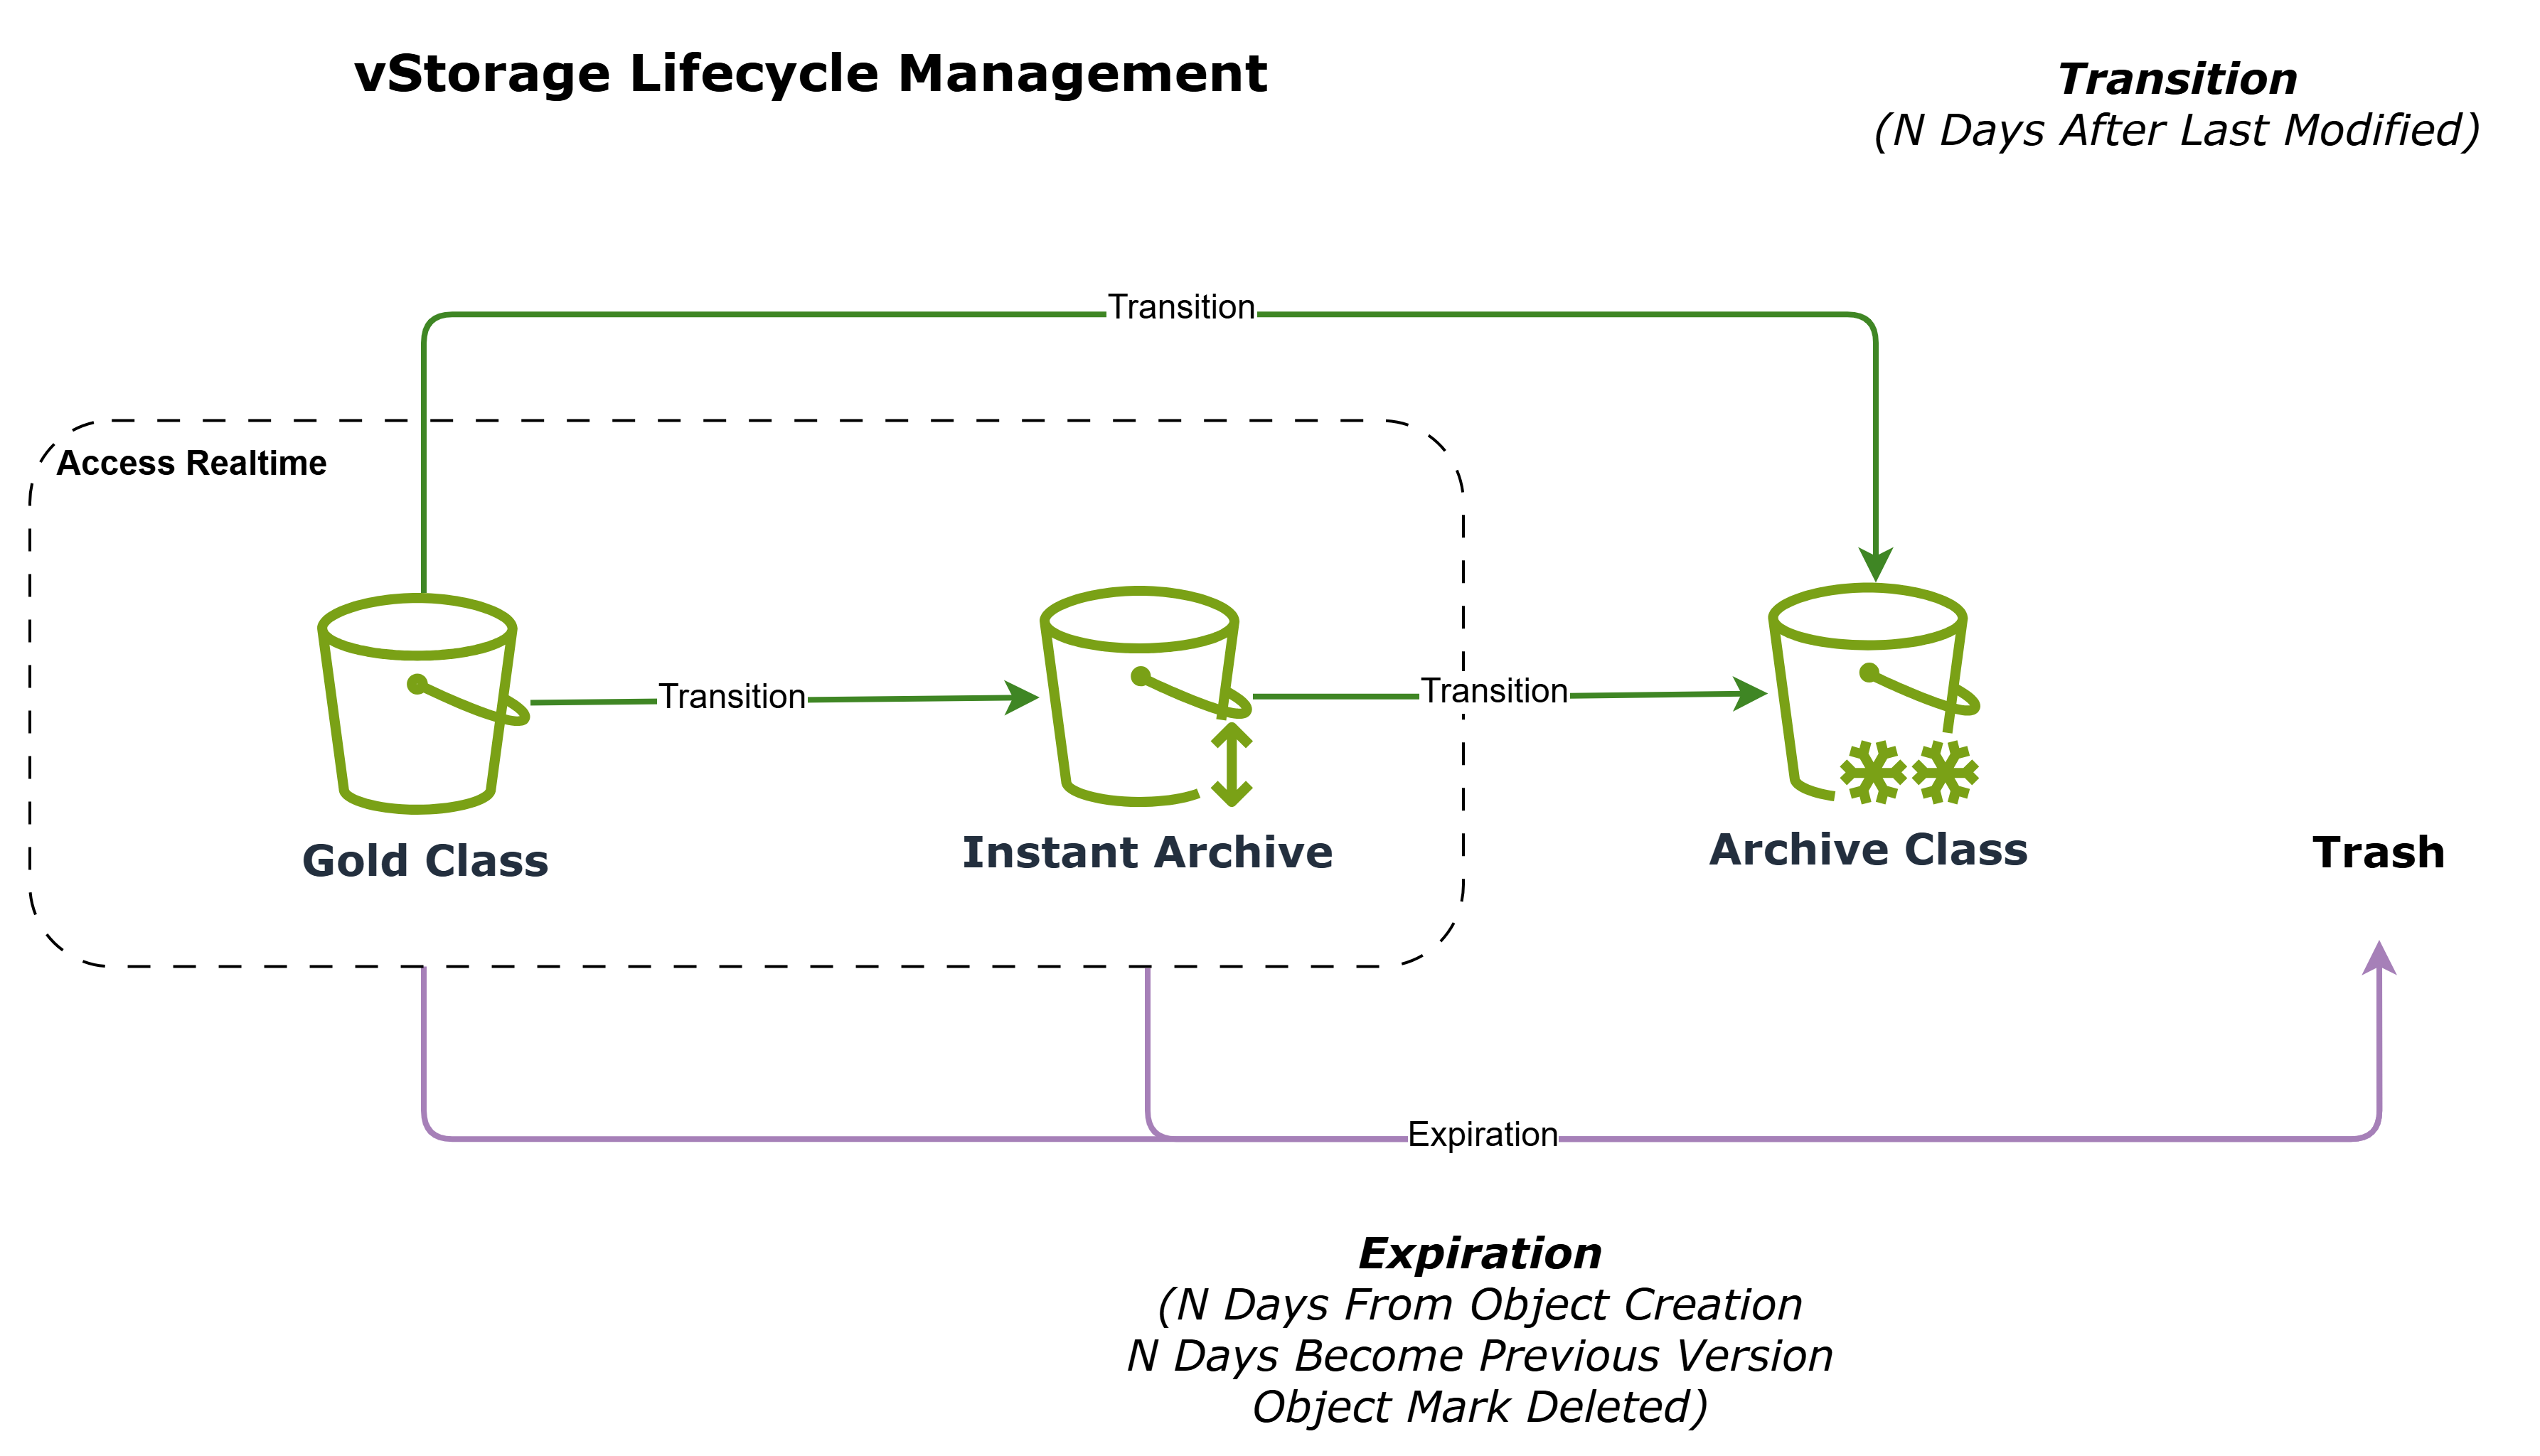 vStorage Lifecycle Management
Transition
(N Days After Last Modified)
Transition
Access Realtime
Transition
Transition
Gold Class
Instant Archive
Archive Class
Trash
Expiration
Expiration
(N Days From Object Creation
N Days Become Previous Version
Object Mark Deleted)